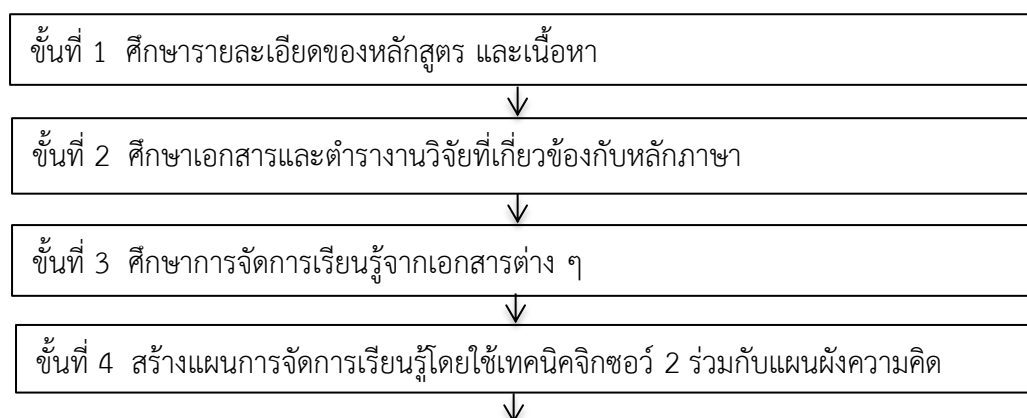 ขั้นที่ 1 ศึกษารายละเอียดของหลักสูตร และเนื้อหา
ขั้นที่ 2 ศึกษาเอกสารและตำรางานวิจัยที่เกี่ยวข้องกับหลักภาษา
ขั้นที่ 3 ศึกษาการจัดการเรียนรู้จากเอกสารต่าง ๆ
ขั้นที่ 4 สร้างแผนการจัดการเรียนรู้โดยใช้เทคนิคจิกซอว์ 2 ร่วมกับแผนผังความคิด